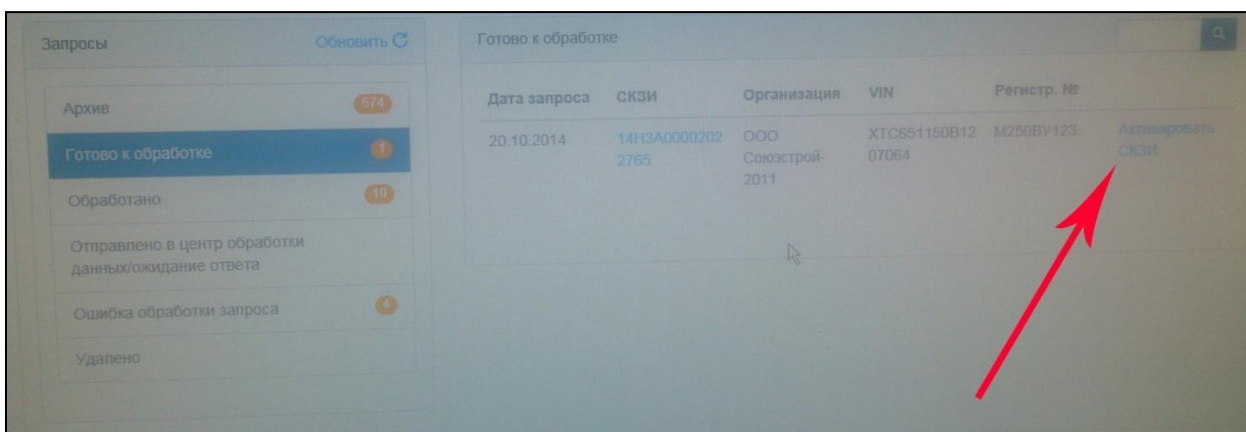 Запросы
Обновить
Архив
574
Готово к обработке
1
Обработано
10
Отправлено в центр обработки
данных/ожидание ответа
Ошибка обработки запроса
4
Удалено
Готово к обработке
Дата запроса СКЗИ Организация VIN Регистр. №
20.10.2014 14Н3А0000202 ООО XTC651150B12 М250ВУ123 Активировать
2765 Союзстрой- 07064 СКЗИ
2011